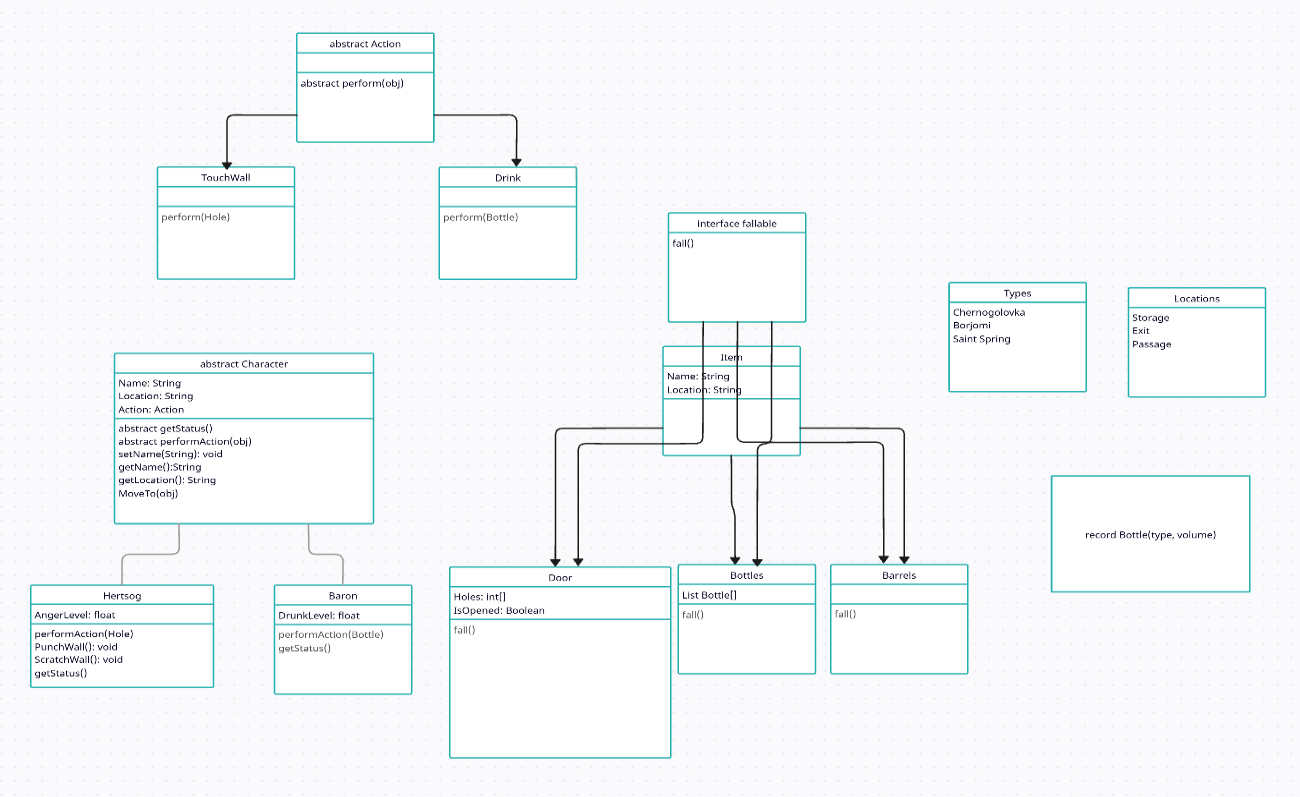 abstract Action
abstract perform(obj)
TouchWall
perform(Hole)
Drink
perform(Bottle)
interface fallable
fall()
Item
Name: String
Location: String
Types
Chernogolovka
Borjomi
Saint Spring
Locations
Storage
Exit
Passage
abstract Character
Name: String
Location: String
Action: Action
abstract getStatus()
abstract performAction(obj)
setName(String): void
getName():String
getLocation(): String
MoveTo(obj)
record Bottle(type, volume)
Hertsog
AngerLevel: float
performAction(Hole)
PunchWall(): void
ScratchWall(): void
getStatus()
Baron
DrunkLevel: float
performAction(Bottle)
getStatus()
Door
Holes: int[]
IsOpened: Boolean
fall()
Bottles
List Bottle[]
fall()
Barrels
fall()